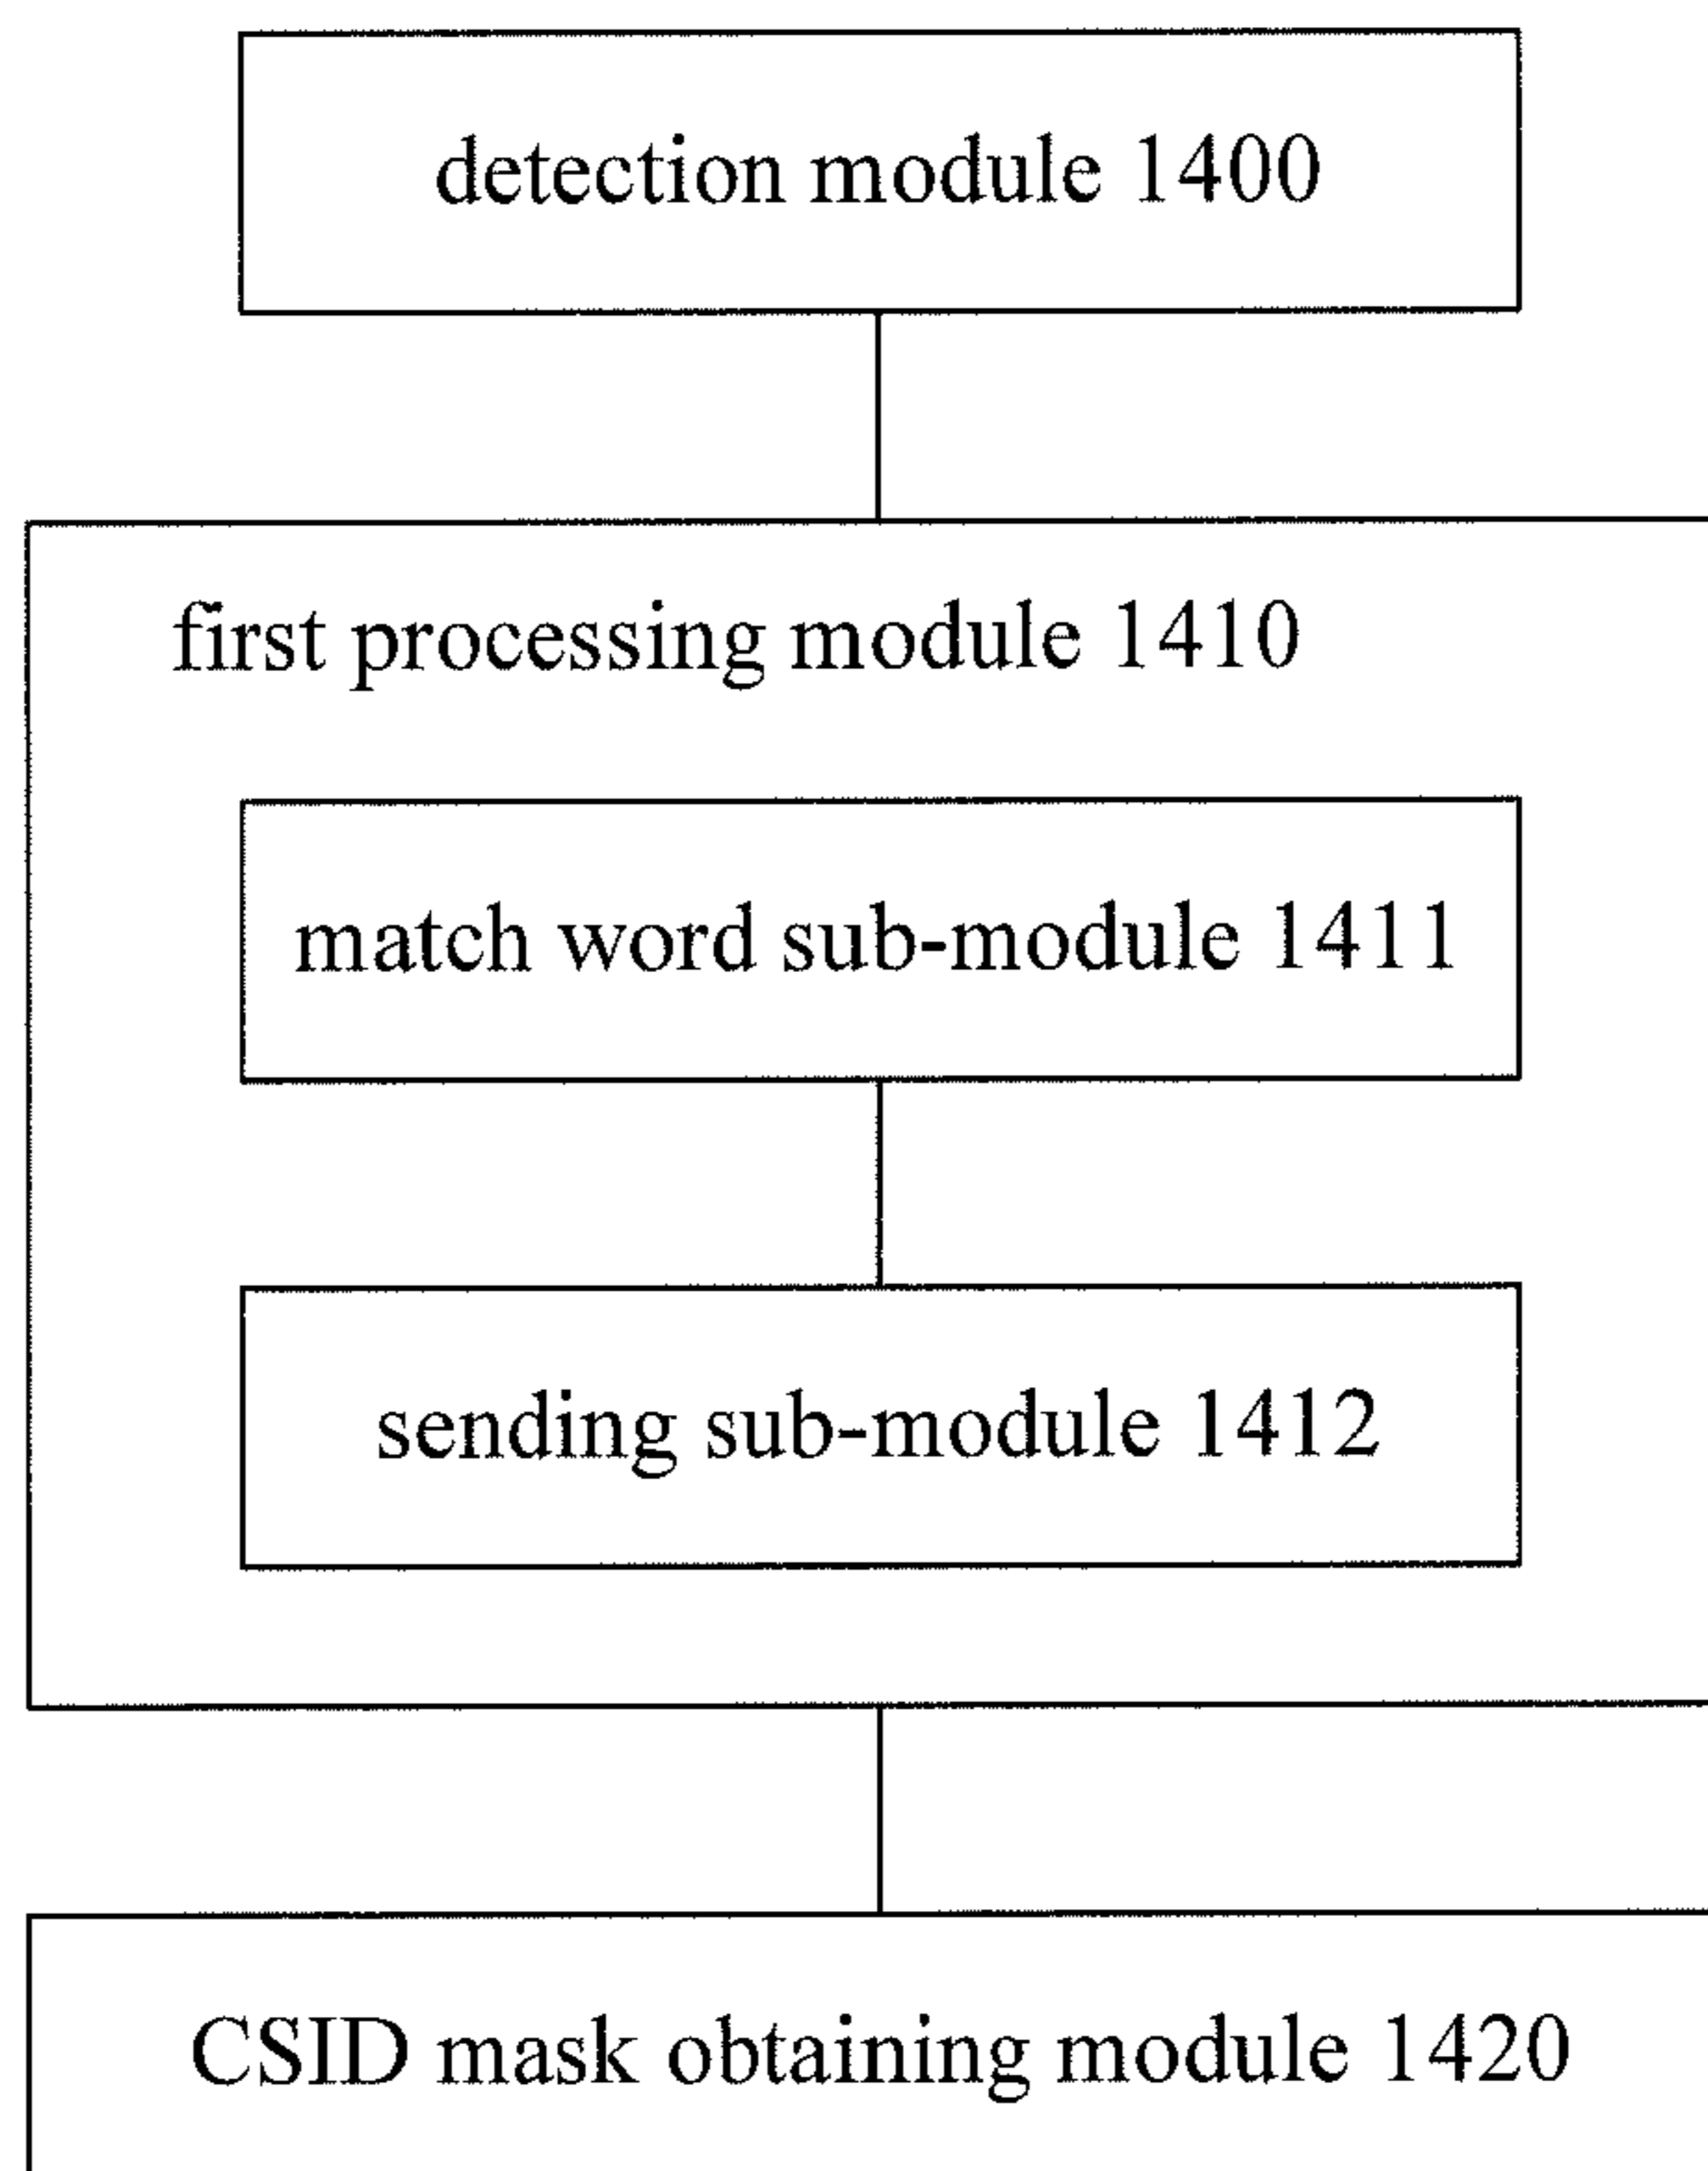 detection module 1400
first processing module 1410
match word sub-module 1411
sending sub-module 1412
CSID mask obtaining module 1420